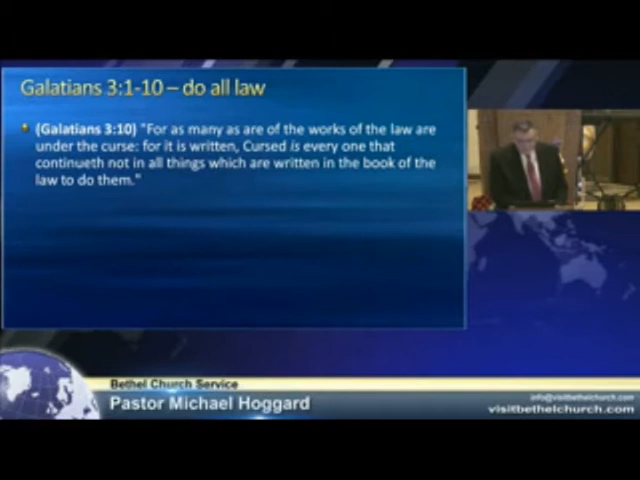 Galatians 3:1-10 – do all law
(Galatians 3:10) "For as many as are of the works of the law are
under the curse: for it is written, Cursed is every one that
continueth not in all things which are written in the book of the
law to do them."
Bethel Church Service
Pastor Michael Hoggard
info@visitbethelchurch.com
visitbethelchurch.com